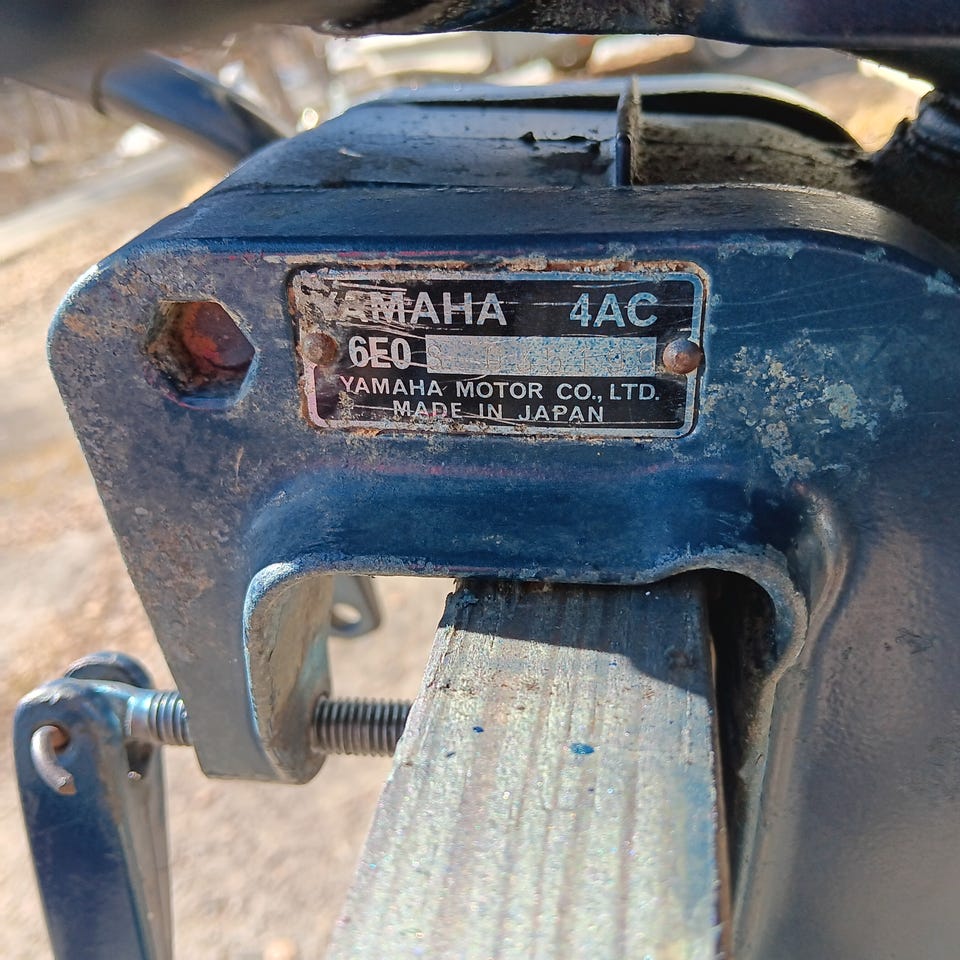 YAMAHA 4AC
6E0
YAMAHA MOTOR CO., LTD.
MADE IN JAPAN